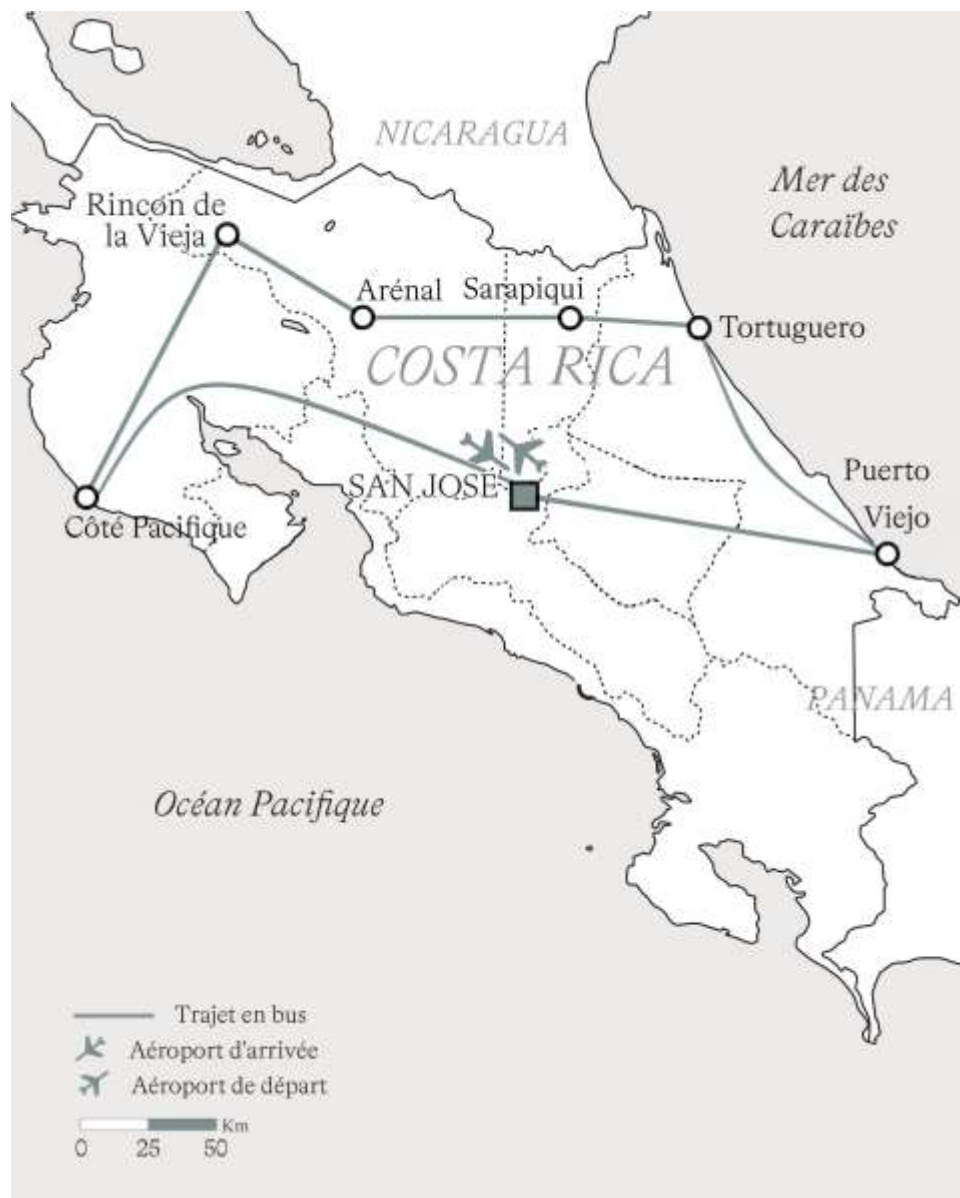 NICARAGUA
Mer des
Caraïbes
Rincon de
la Vieja
Arénal
Sarapiqui
Tortuguero
COSTA RICA
SAN JOSE
Puerto
Viejo
Côté Pacifique
PANAMA
Océan Pacifique
Trajet en bus
Aéroport d'arrivée
Aéroport de départ
Km
0 25 50